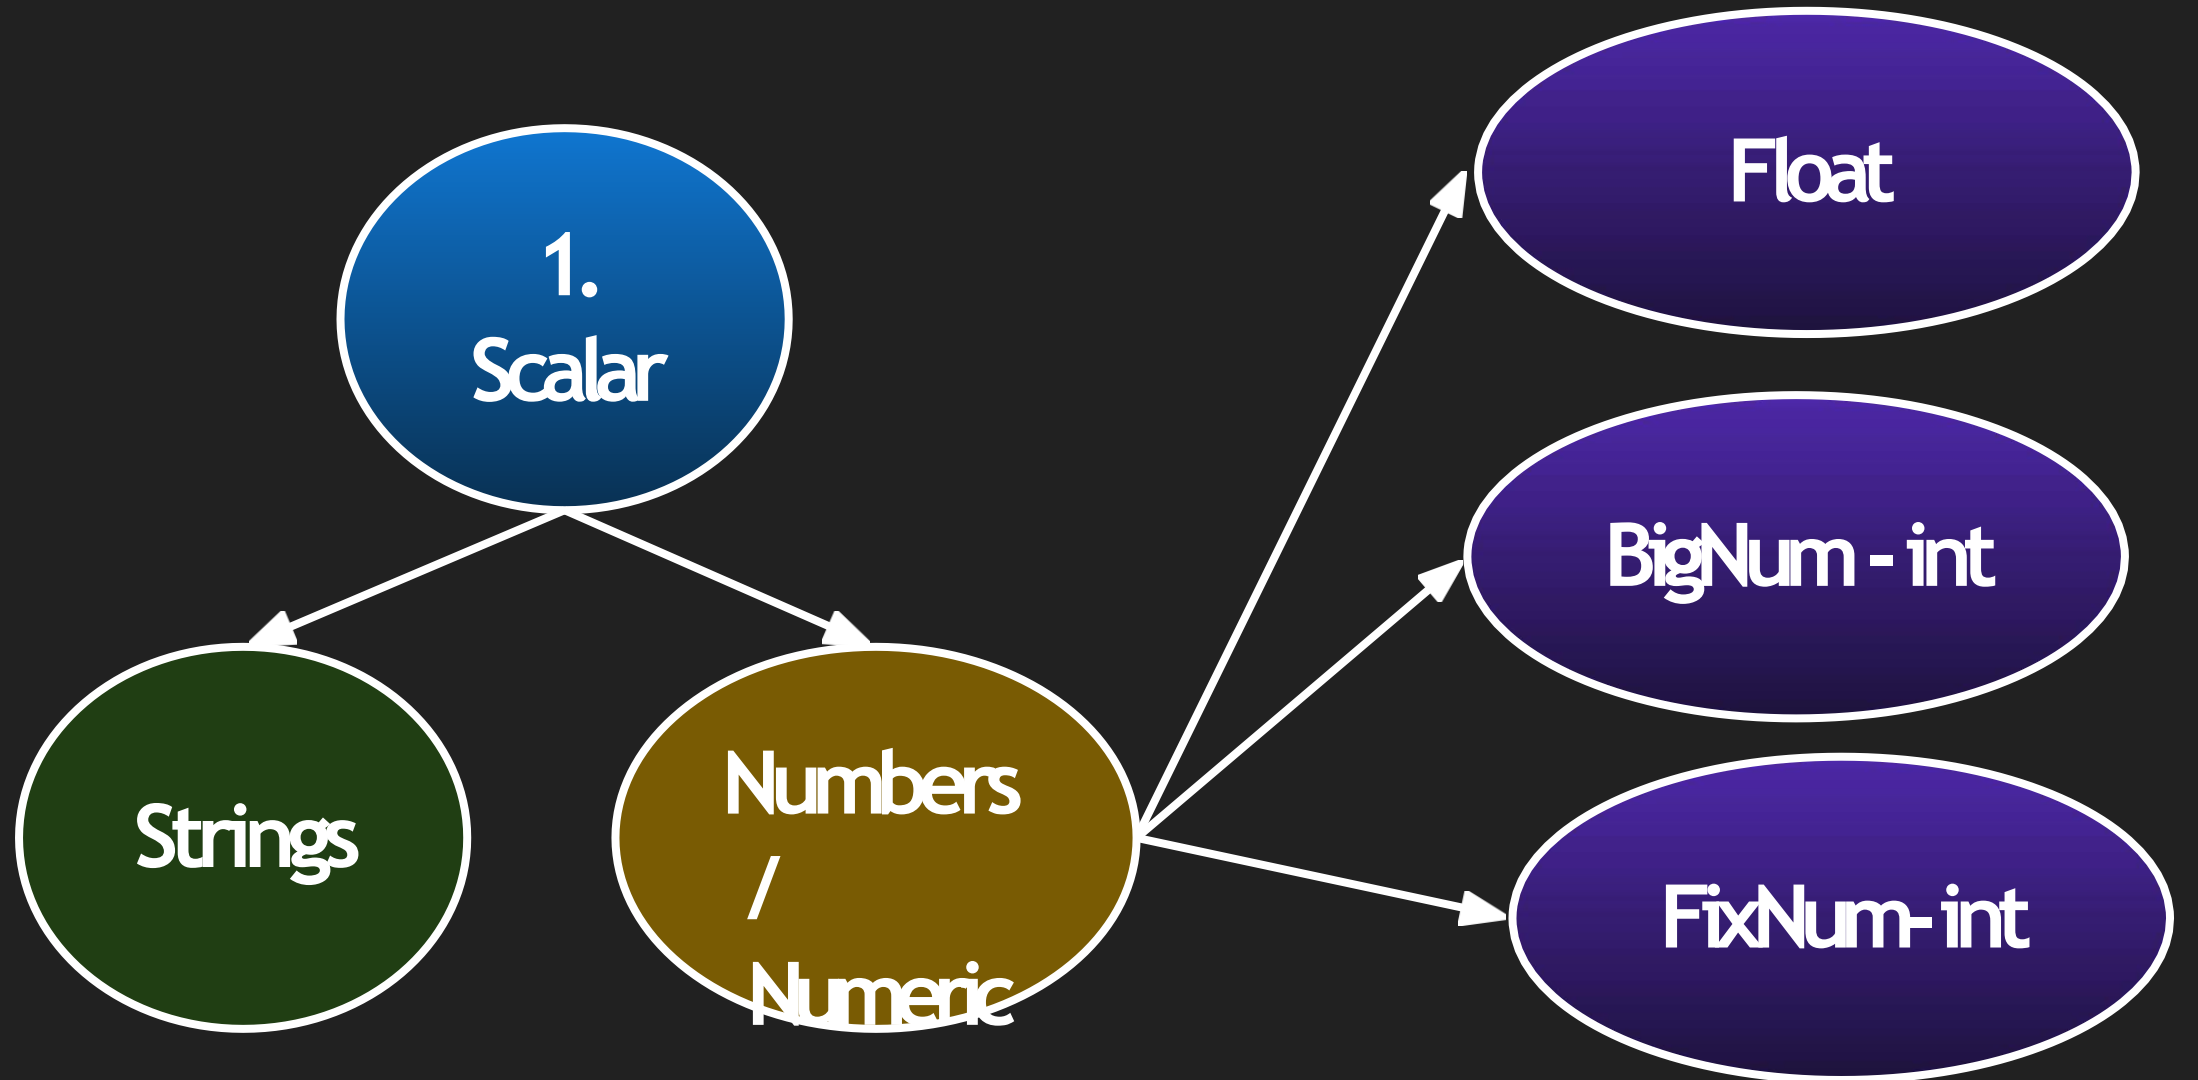 1.
Scalar
Strings
Numbers
/
Numeric
Float
BigNum - int
FixNum- int